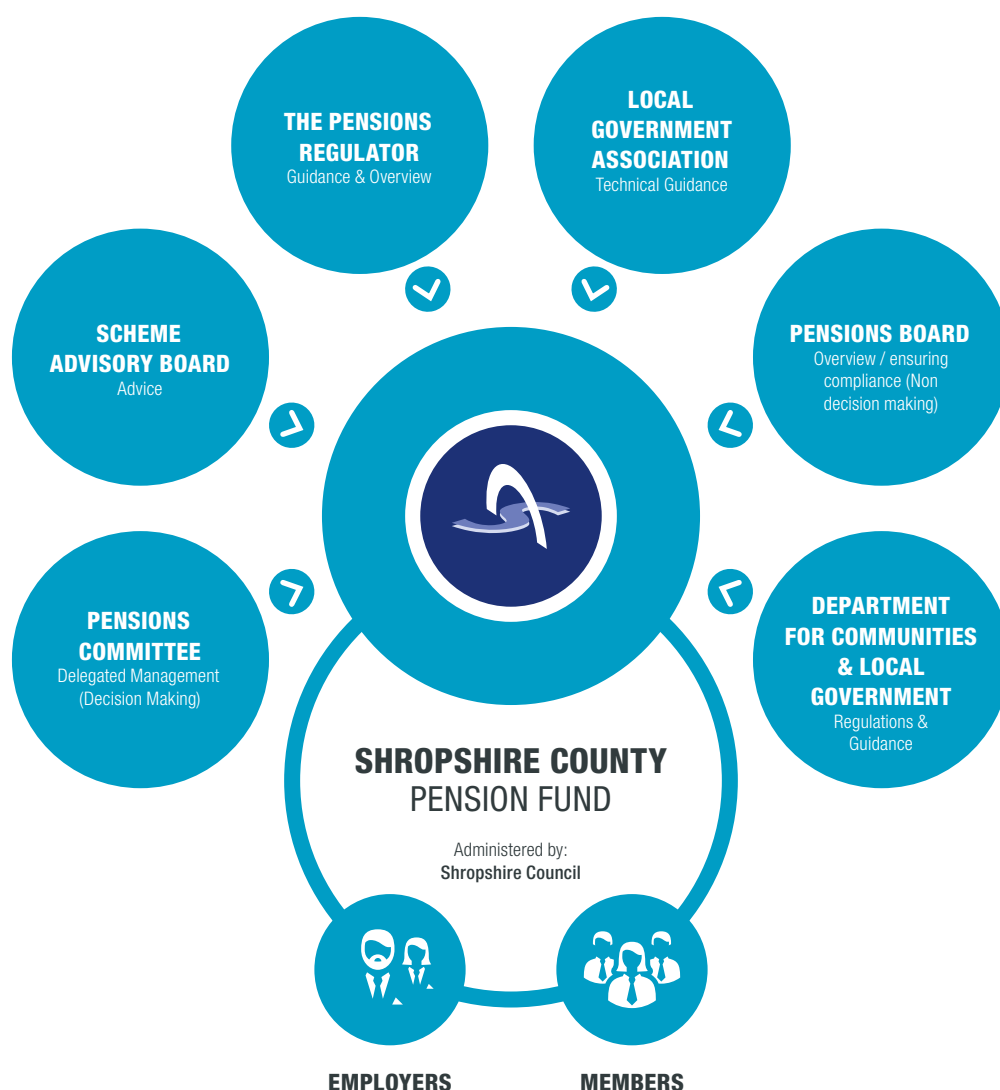 THE PENSIONS
REGULATOR
Guidance & Overview
LOCAL
GOVERNMENT
ASSOCIATION
Technical Guidance
SCHEME
ADVISORY BOARD
Advice
PENSIONS BOARD
Overview / ensuring
compliance (Non
decision making)
PENSIONS
COMMITTEE
Delegated Management
(Decision Making)
DEPARTMENT
FOR COMMUNITIES
& LOCAL
GOVERNMENT
Regulations &
Guidance
SHROPSHIRE COUNTY
PENSION FUND
Administered by:
Shropshire Council
EMPLOYERS
MEMBERS